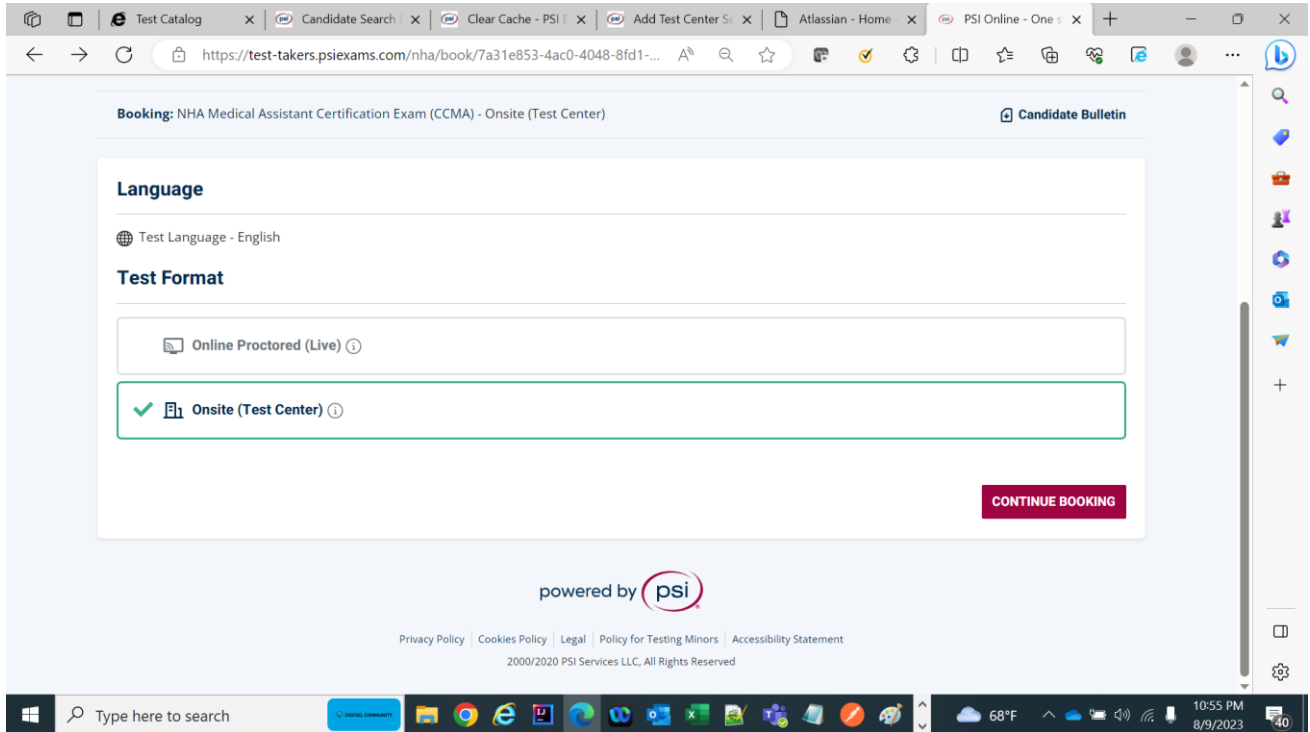 Test Catalog
Candidate Search
Clear Cache - PSI E
Add Test Center Se
Atlassian - Home
PSI Online - One s
https://test-takers.psiexams.com/nha/book/7a31e853-4ac0-4048-8fd1-...
Booking: NHA Medical Assistant Certification Exam (CCMA) - Onsite (Test Center)
Candidate Bulletin
Language
Test Language - English
Test Format
Online Proctored (Live)
Onsite (Test Center)
CONTINUE BOOKING
powered by psi
Privacy Policy | Cookies Policy | Legal | Policy for Testing Minors | Accessibility Statement
2000/2020 PSI Services LLC, All Rights Reserved
Type here to search
DIGITAL COMMUNITY
68°F
10:55 PM
8/9/2023
40